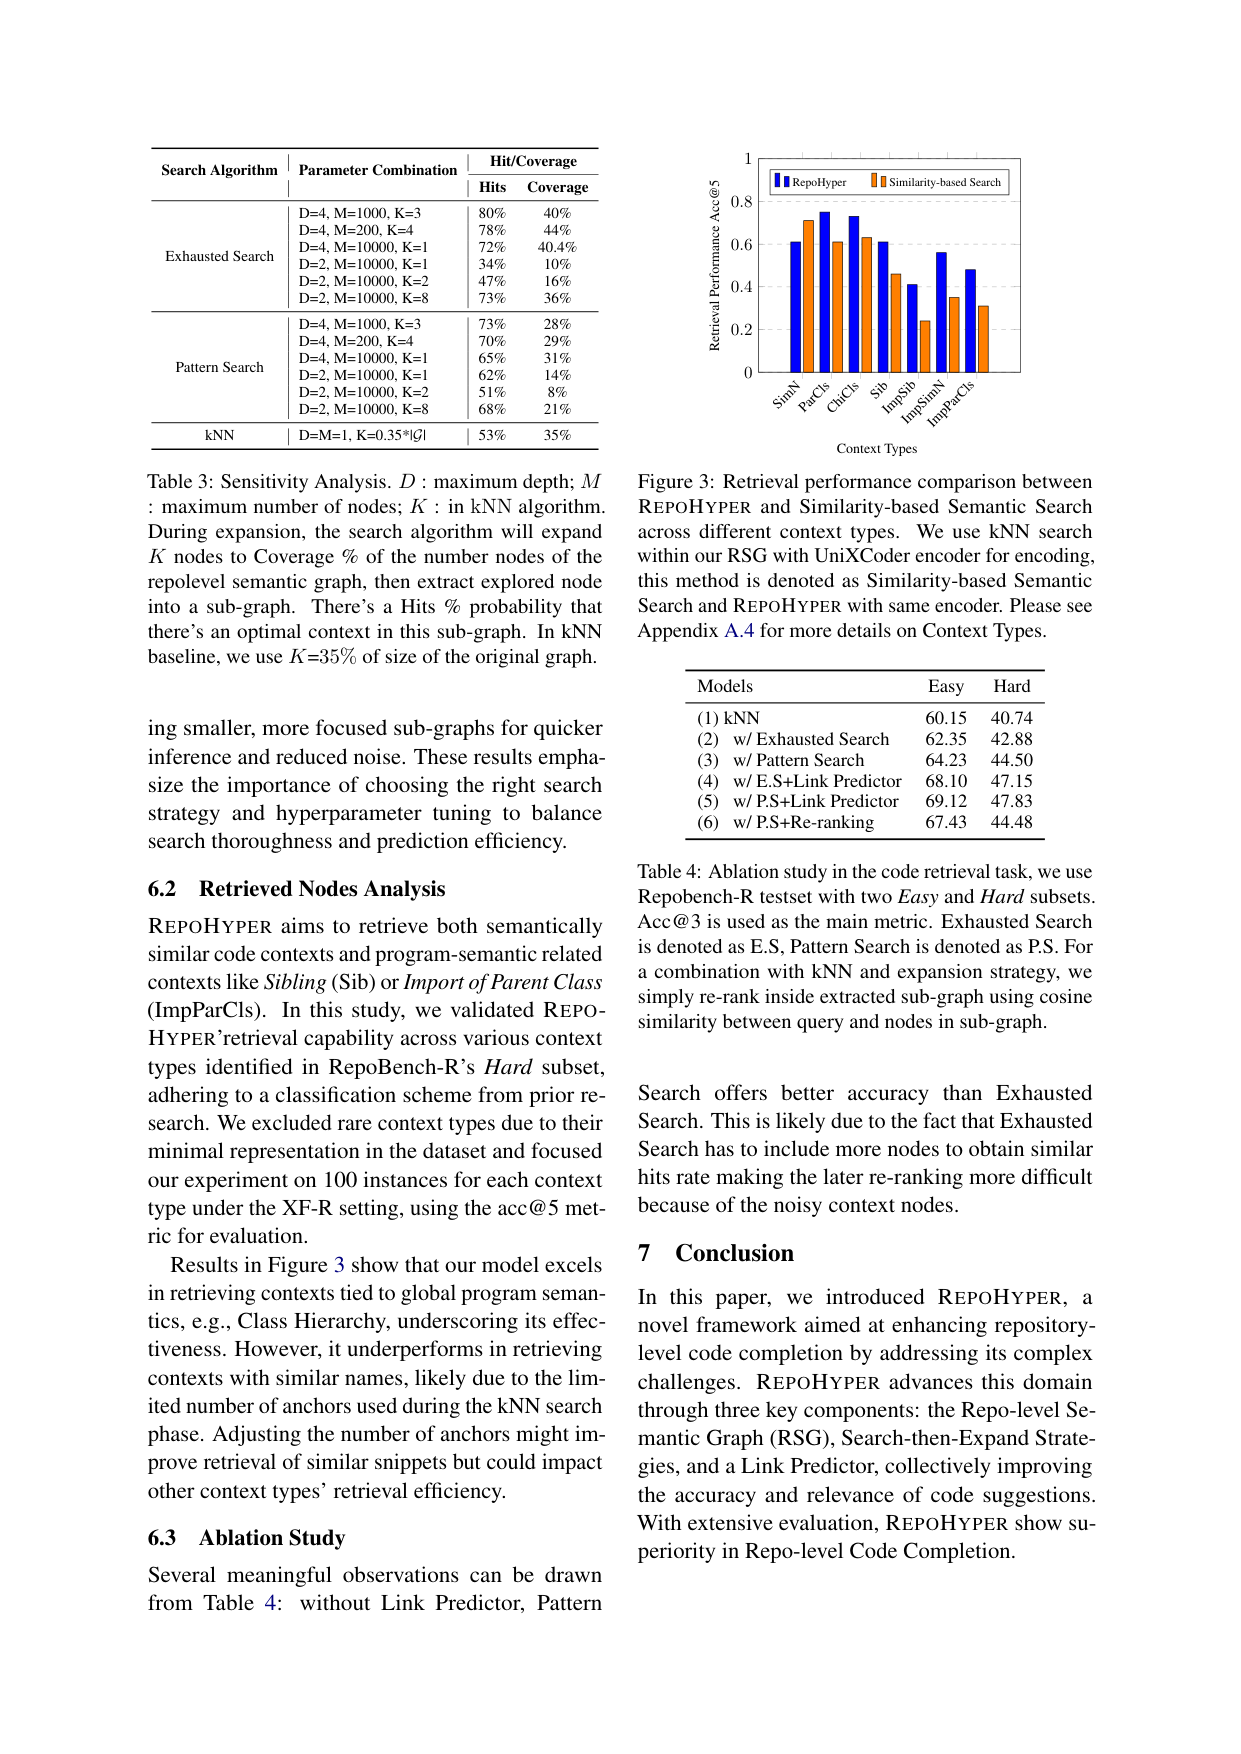 Search Algorithm | Parameter Combination | Hit/Coverage
Hits Coverage
Exhausted Search
D=4, M=1000, K=3 80% 40%
D=4, M=200, K=4 78% 44%
D=4, M=10000, K=1 72% 40.4%
D=2, M=10000, K=1 34% 10%
D=2, M=10000, K=2 47% 16%
D=2, M=10000, K=8 73% 36%
Pattern Search
D=4, M=1000, K=3 73% 28%
D=4, M=200, K=4 70% 29%
D=4, M=10000, K=1 65% 31%
D=2, M=10000, K=1 62% 14%
D=2, M=10000, K=2 51% 8%
D=2, M=10000, K=8 68% 21%
kNN D=M=1, K=0.35*|𝒢| 53% 35%
Table 3: Sensitivity Analysis. D : maximum depth; M
: maximum number of nodes; K : in kNN algorithm.
During expansion, the search algorithm will expand
K nodes to Coverage % of the number nodes of the
repolevel semantic graph, then extract explored node
into a sub-graph. There's a Hits % probability that
there's an optimal context in this sub-graph. In kNN
baseline, we use K=35% of size of the original graph.
ing smaller, more focused sub-graphs for quicker
inference and reduced noise. These results empha-
size the importance of choosing the right search
strategy and hyperparameter tuning to balance
search thoroughness and prediction efficiency.
6.2 Retrieved Nodes Analysis
REPOHYPER aims to retrieve both semantically
similar code contexts and program-semantic related
contexts like Sibling (Sib) or Import of Parent Class
(ImpParCls). In this study, we validated REPO-
HYPER'retrieval capability across various context
types identified in RepoBench-R's Hard subset,
adhering to a classification scheme from prior re-
search. We excluded rare context types due to their
minimal representation in the dataset and focused
our experiment on 100 instances for each context
type under the XF-R setting, using the acc@5 met-
ric for evaluation.
Results in Figure 3 show that our model excels
in retrieving contexts tied to global program seman-
tics, e.g., Class Hierarchy, underscoring its effec-
tiveness. However, it underperforms in retrieving
contexts with similar names, likely due to the lim-
ited number of anchors used during the kNN search
phase. Adjusting the number of anchors might im-
prove retrieval of similar snippets but could impact
other context types' retrieval efficiency.
6.3 Ablation Study
Several meaningful observations can be drawn
from Table 4: without Link Predictor, Pattern
Retrieval Performance Acc@5
1
0.8
0.6
0.4
0.2
0
RepoHyper Similarity-based Search
SimN ParCls ChiCls Sib ImpSib ImpSimN ImpParCls
Context Types
Figure 3: Retrieval performance comparison between
REPOHYPER and Similarity-based Semantic Search
across different context types. We use kNN search
within our RSG with UniXCoder encoder for encoding,
this method is denoted as Similarity-based Semantic
Search and REPOHYPER with same encoder. Please see
Appendix A.4 for more details on Context Types.
Models Easy Hard
(1) kNN 60.15 40.74
(2) w/ Exhausted Search 62.35 42.88
(3) w/ Pattern Search 64.23 44.50
(4) w/ E.S+Link Predictor 68.10 47.15
(5) w/ P.S+Link Predictor 69.12 47.83
(6) w/ P.S+Re-ranking 67.43 44.48
Table 4: Ablation study in the code retrieval task, we use
Repobench-R testset with two Easy and Hard subsets.
Acc@3 is used as the main metric. Exhausted Search
is denoted as E.S, Pattern Search is denoted as P.S. For
a combination with kNN and expansion strategy, we
simply re-rank inside extracted sub-graph using cosine
similarity between query and nodes in sub-graph.
Search offers better accuracy than Exhausted
Search. This is likely due to the fact that Exhausted
Search has to include more nodes to obtain similar
hits rate making the later re-ranking more difficult
because of the noisy context nodes.
7 Conclusion
In this paper, we introduced REPOHYPER, a
novel framework aimed at enhancing repository-
level code completion by addressing its complex
challenges. REPOHYPER advances this domain
through three key components: the Repo-level Se-
mantic Graph (RSG), Search-then-Expand Strate-
gies, and a Link Predictor, collectively improving
the accuracy and relevance of code suggestions.
With extensive evaluation, REPOHYPER show su-
periority in Repo-level Code Completion.